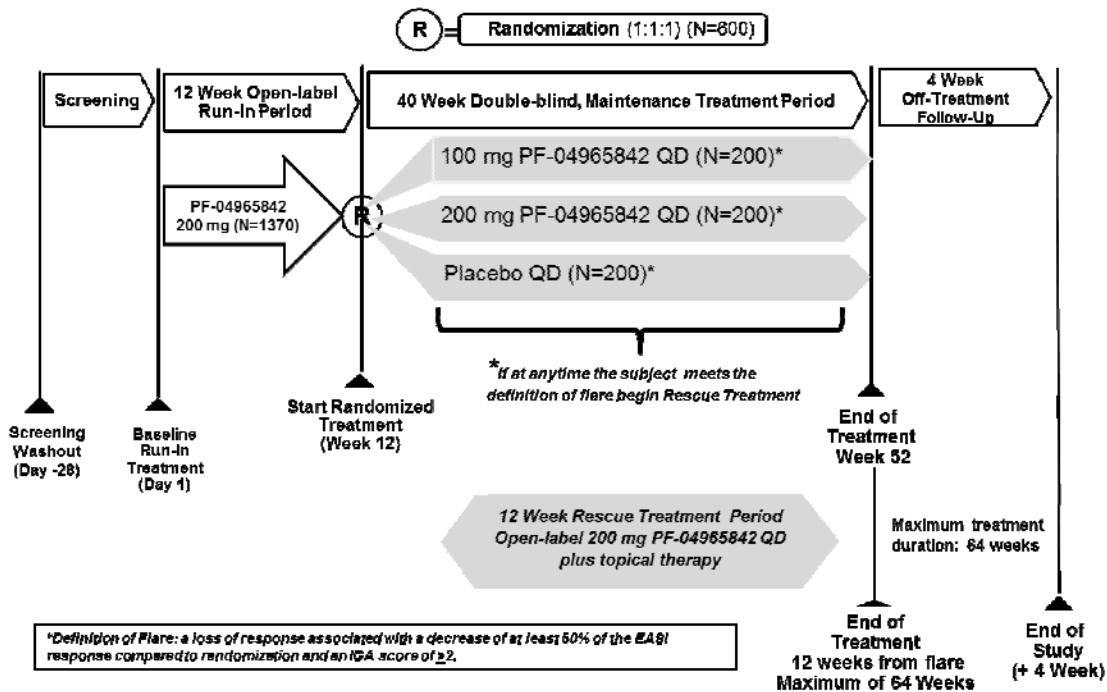 R = Randomization (1:1:1) (N=600)
Screening
12 Week Open-label
Run-In Period
40 Week Double-blind, Maintenance Treatment Period
4 Week
Off-Treatment
Follow-Up
100 mg PF-04965842 QD (N=200)*
PF-04965842
200 mg (N=1370)
R
200 mg PF-04965842 QD (N=200)*
Placebo QD (N=200)*
*If at anytime the subject meets the
definition of flare begin Rescue Treatment
Screening
Washout
(Day -28)
Baseline
Run-In
Treatment
(Day 1)
Start Randomized
Treatment
(Week 12)
End of
Treatment
Week 52
12 Week Rescue Treatment Period
Open-label 200 mg PF-04965842 QD
plus topical therapy
Maximum treatment
duration: 64 weeks
End of
Treatment
12 weeks from flare
Maximum of 64 Weeks
End of
Study
(+ 4 Week)
*Definition of Flare: a loss of response associated with a decrease of at least 50% of the EASI
response compared to randomization and an IGA score of ≥2.